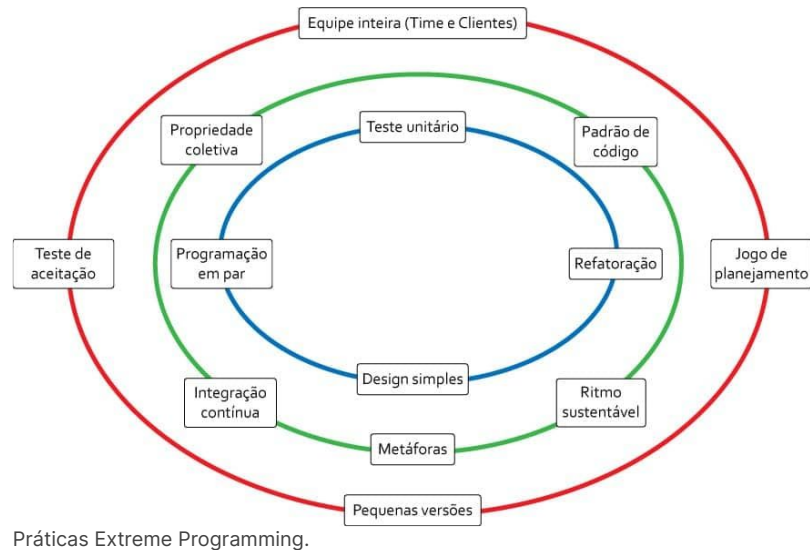 Equipe inteira (Time e Clientes)
Propriedade
coletiva
Teste unitário
Padrão de
código
Teste de
aceitação
Programação
em par
Refatoração
Jogo de
planejamento
Integração
contínua
Design simples
Ritmo
sustentável
Metáforas
Pequenas versões
Práticas Extreme Programming.